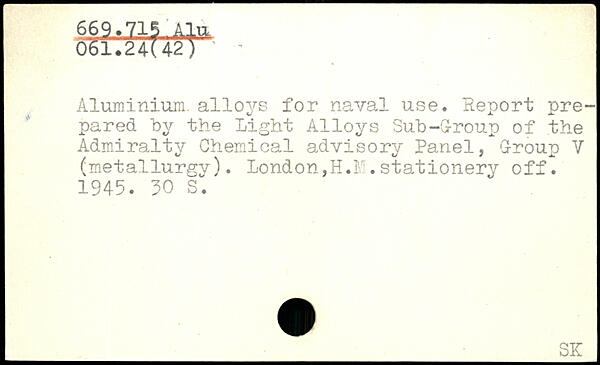 669.715 Alu
061.24(42)
Aluminium alloys for naval use. Report pre-
pared by the Light Alloys Sub-Group of the
Admiralty Chemical advisory Panel, Group V
(metallurgy). London,H.M.stationery off.
1945. 30 S.
SK